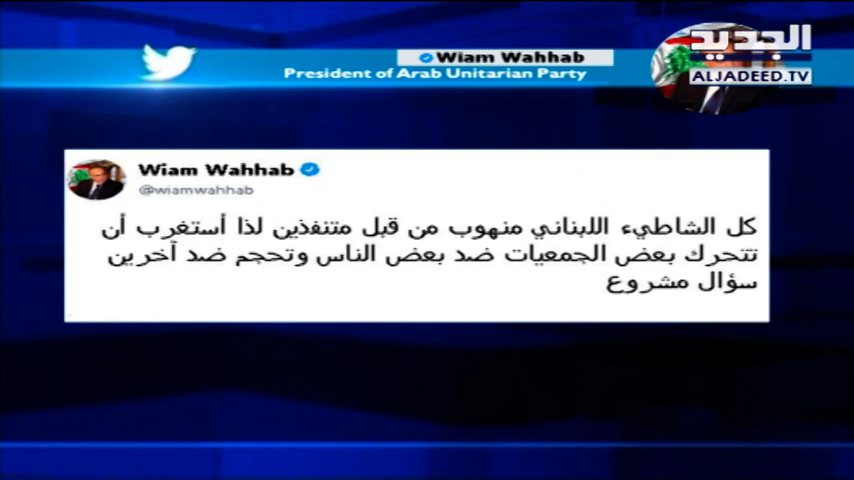 الجديد
ALJADEED.TV
Wiam Wahhab
President of Arab Unitarian Party
Wiam Wahhab
@wiamwahhab
كل الشاطيء اللبناني منهوب من قبل متنفذين لذا أستغرب أن
تتحرك بعض الجمعيات ضد بعض الناس وتحجم ضد آخرين
سؤال مشروع